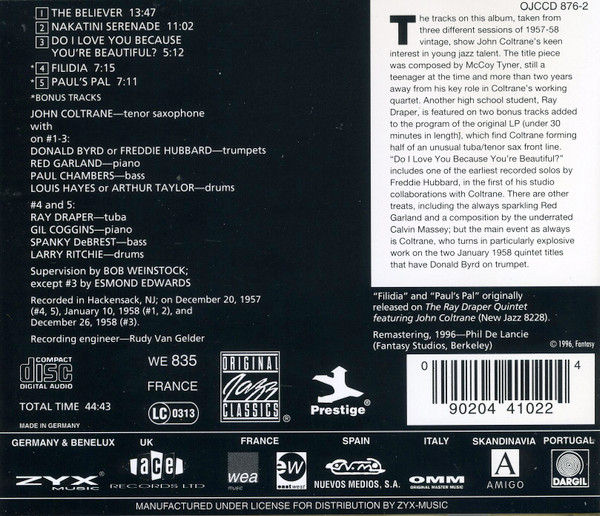 OJCCD 876-2
1 THE BELIEVER 13:47
2 NAKATINI SERENADE 11:02
3 DO I LOVE YOU BECAUSE
YOU'RE BEAUTIFUL? 5:12
*4 FILIDIA 7:15
*5 PAUL'S PAL 7:11
*BONUS TRACKS
JOHN COLTRANE—tenor saxophone
with
on #1-3:
DONALD BYRD or FREDDIE HUBBARD—trumpets
RED GARLAND—piano
PAUL CHAMBERS—bass
LOUIS HAYES or ARTHUR TAYLOR—drums
#4 and 5:
RAY DRAPER—tuba
GIL COGGINS—piano
SPANKY DeBREST—bass
LARRY RITCHIE—drums
Supervision by BOB WEINSTOCK;
except #3 by ESMOND EDWARDS
Recorded in Hackensack, NJ; on December 20, 1957
(#4, 5), January 10, 1958 (#1, 2), and
December 26, 1958 (#3).
Recording engineer—Rudy Van Gelder
The tracks on this album, taken from
three different sessions of 1957-58
vintage, show John Coltrane's keen
interest in young jazz talent. The title piece
was composed by McCoy Tyner, still a
teenager at the time and more than two years
away from his key role in Coltrane's working
quartet. Another high school student, Ray
Draper, is featured on two bonus tracks added
to the program of the original LP (under 30
minutes in length), which find Coltrane forming
half of an unusual tuba/tenor sax front line.
"Do I Love You Because You're Beautiful?"
includes one of the earliest recorded solos by
Freddie Hubbard, in the first of his studio
collaborations with Coltrane. There are other
treats, including the always sparkling Red
Garland and a composition by the underrated
Calvin Massey; but the main event as always
is Coltrane, who turns in particularly explosive
work on the two January 1958 quintet titles
that have Donald Byrd on trumpet.
"Filidia" and "Paul's Pal" originally
released on The Ray Draper Quintet
featuring John Coltrane (New Jazz 8228).
Remastering, 1996—Phil De Lancie
(Fantasy Studios, Berkeley)
© 1996, Fantasy
COMPACT
disc
DIGITAL AUDIO
TOTAL TIME 44:43
MADE IN GERMANY
WE 835
FRANCE
LC 0313
ORIGINAL
Jazz
CLASSICS
®
Prestige®
0 4
90204 41022
GERMANY & BENELUX
UK
FRANCE
SPAIN
ITALY
SKANDINAVIA
PORTUGAL
ZYX®
MUSIC
ace
RECORDS LTD
wea
music
ew
east west
NUEVOS MEDIOS, S.A.
OMM
ORIGINAL MASTER MUSIC
A
AMIGO
DARGIL
MANUFACTURED UNDER LICENSE FOR DISTRIBUTION BY ZYX-MUSIC